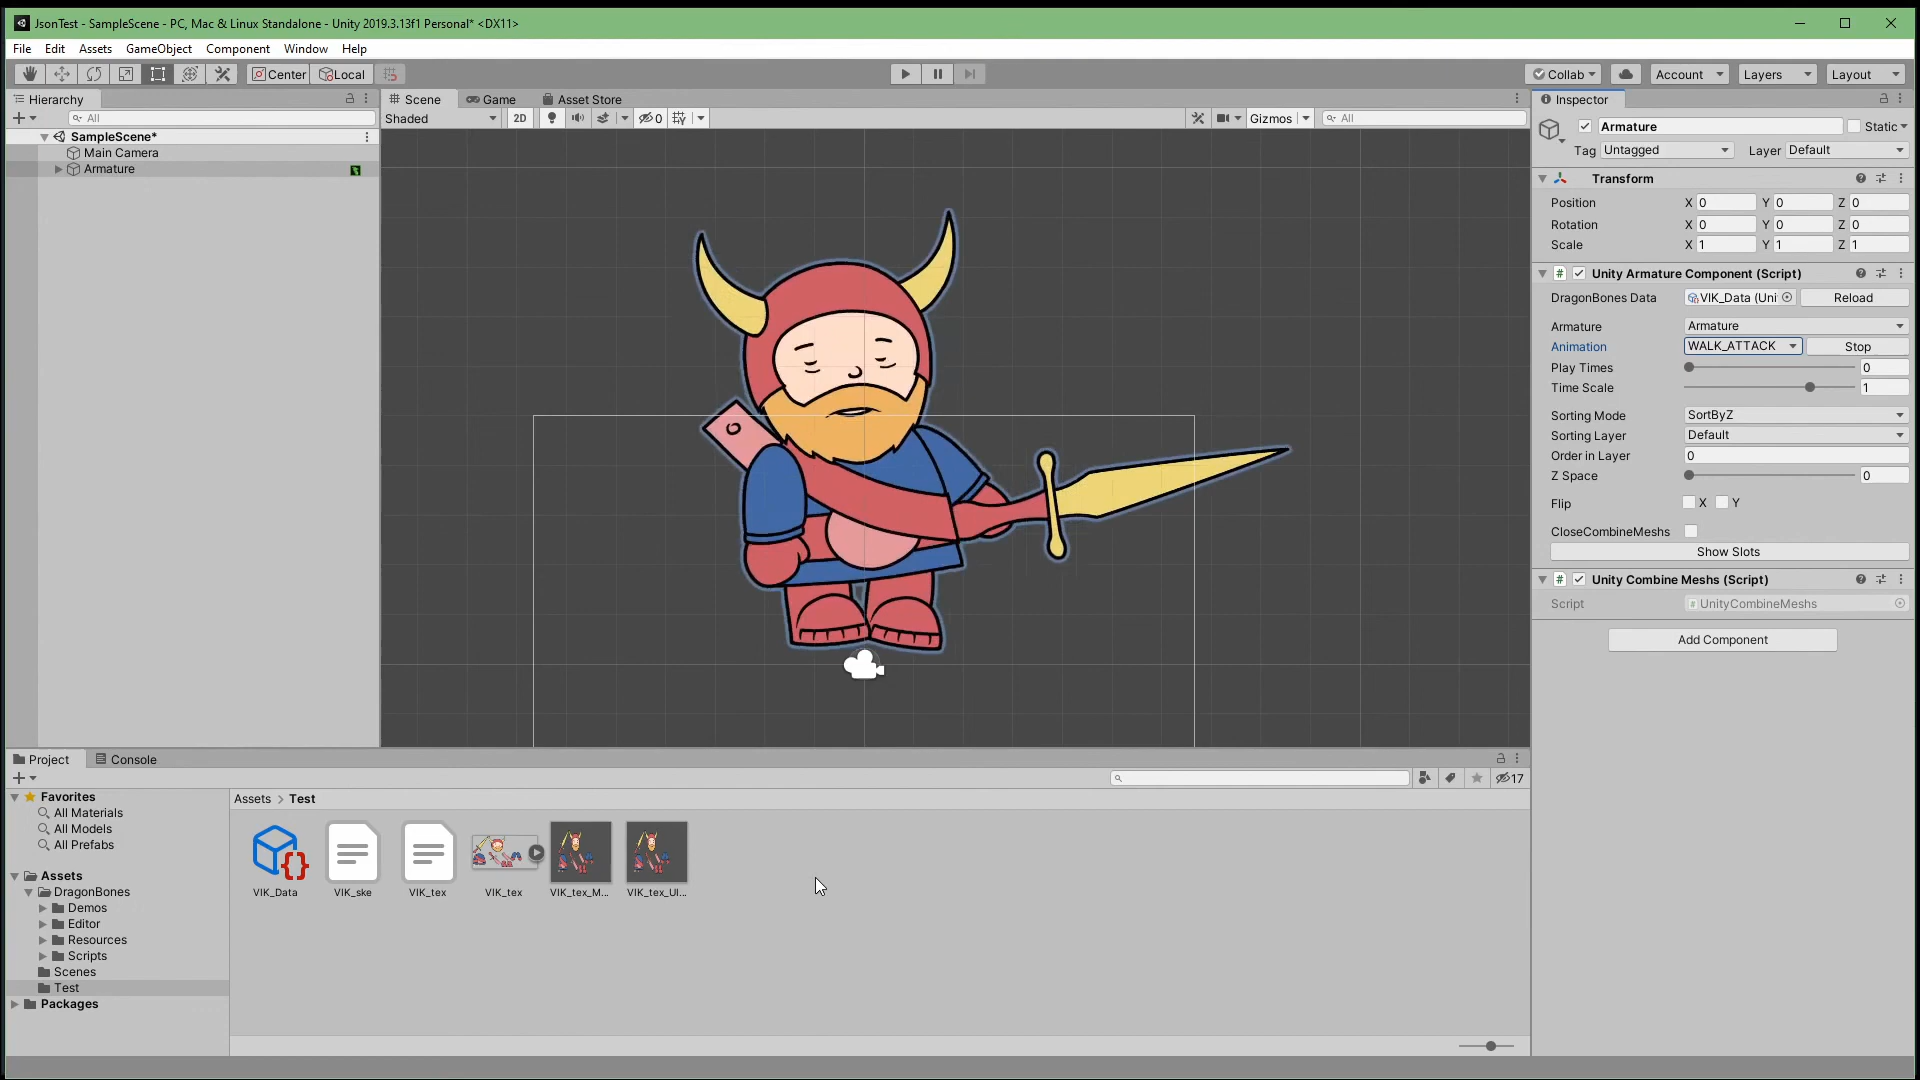 JsonTest - SampleScene - PC, Mac & Linux Standalone - Unity 2019.3.13f1 Personal* <DX11>
File Edit Assets GameObject Component Window Help
Center Local Collab Account Layers Layout
Hierarchy
All
SampleScene*
Main Camera
Armature
Scene Game Asset Store
Shaded 2D 0 Gizmos All
Inspector
Armature Static
Tag Untagged Layer Default
Transform
Position X 0 Y 0 Z 0
Rotation X 0 Y 0 Z 0
Scale X 1 Y 1 Z 1
# Unity Armature Component (Script)
DragonBones Data VIK_Data (Uni Reload
Armature Armature
Animation WALK_ATTACK Stop
Play Times 0
Time Scale 1
Sorting Mode SortByZ
Sorting Layer Default
Order in Layer 0
Z Space 0
Flip X Y
CloseCombineMeshs
Show Slots
# Unity Combine Meshs (Script)
Script # UnityCombineMeshs
Add Component
Project Console
17
Favorites
All Materials
All Models
All Prefabs
Assets
DragonBones
Demos
Editor
Resources
Scripts
Scenes
Test
Packages
Assets > Test
VIK_Data VIK_ske VIK_tex VIK_tex VIK_tex_M... VIK_tex_UI...